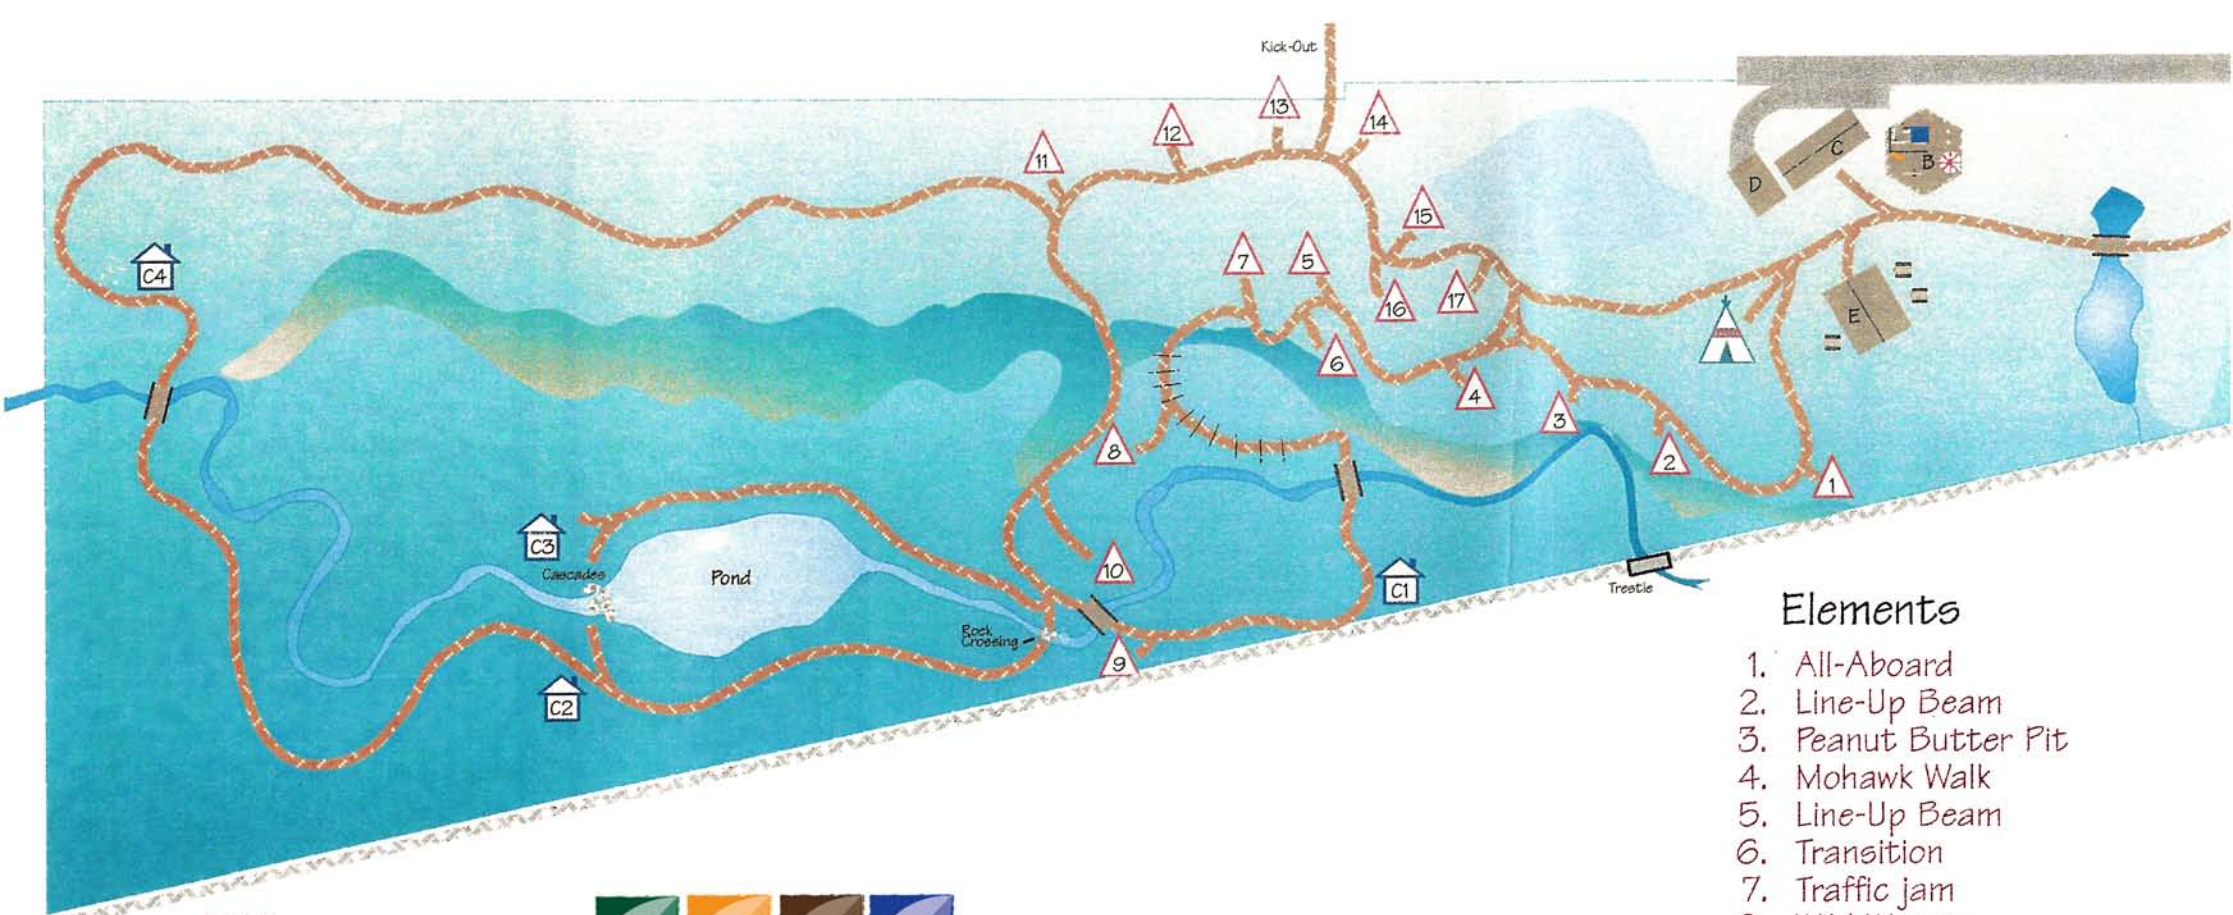 Kick-Out
13
12
14
11
C
B
D
15
7
5
C4
16
17
E
6
4
3
8
2
1
C3
Cascades
Pond
10
C1
Trestle
Rock
Crossing
9
C2
Elements
1. All-Aboard
2. Line-Up Beam
3. Peanut Butter Pit
4. Mohawk Walk
5. Line-Up Beam
6. Transition
7. Traffic jam